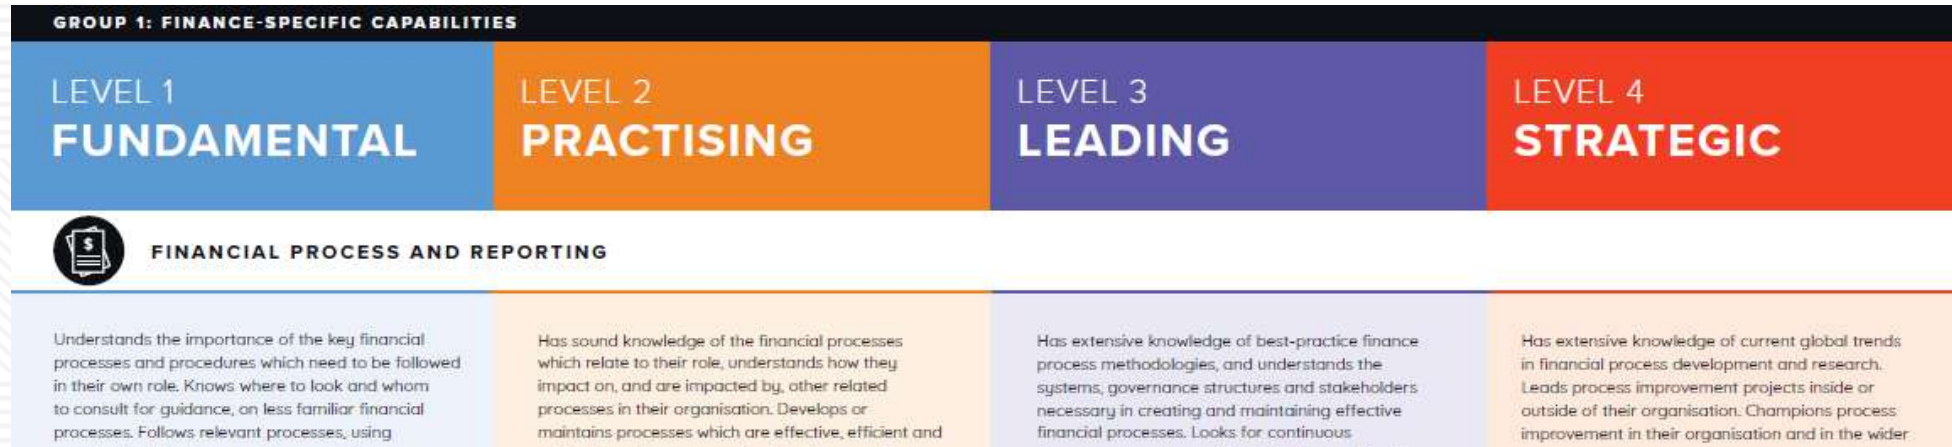 GROUP 1: FINANCE-SPECIFIC CAPABILITIES
LEVEL 1
FUNDAMENTAL
LEVEL 2
PRACTISING
LEVEL 3
LEADING
LEVEL 4
STRATEGIC
$
FINANCIAL PROCESS AND REPORTING
Understands the importance of the key financial
processes and procedures which need to be followed
in their own role. Knows where to look and whom
to consult for guidance, on less familiar financial
processes. Follows relevant processes, using
Has sound knowledge of the financial processes
which relate to their role, understands how they
impact on, and are impacted by, other related
processes in their organisation. Develops or
maintains processes which are effective, efficient and
Has extensive knowledge of best-practice finance
process methodologies, and understands the
systems, governance structures and stakeholders
necessary in creating and maintaining effective
financial processes. Looks for continuous
Has extensive knowledge of current global trends
in financial process development and research.
Leads process improvement projects inside or
outside of their organisation. Champions process
improvement in their organisation and in the wider